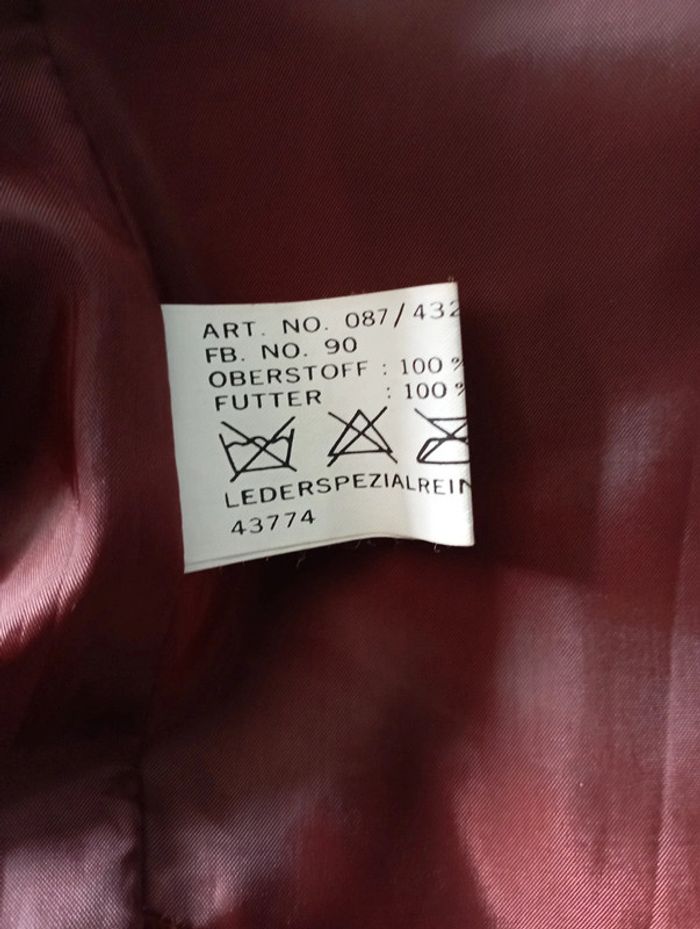 ART. NO. 087/432
FB. NO. 90
OBERSTOFF : 100 %
FUTTER : 100 %
LEDERSPEZIALREIN
43774